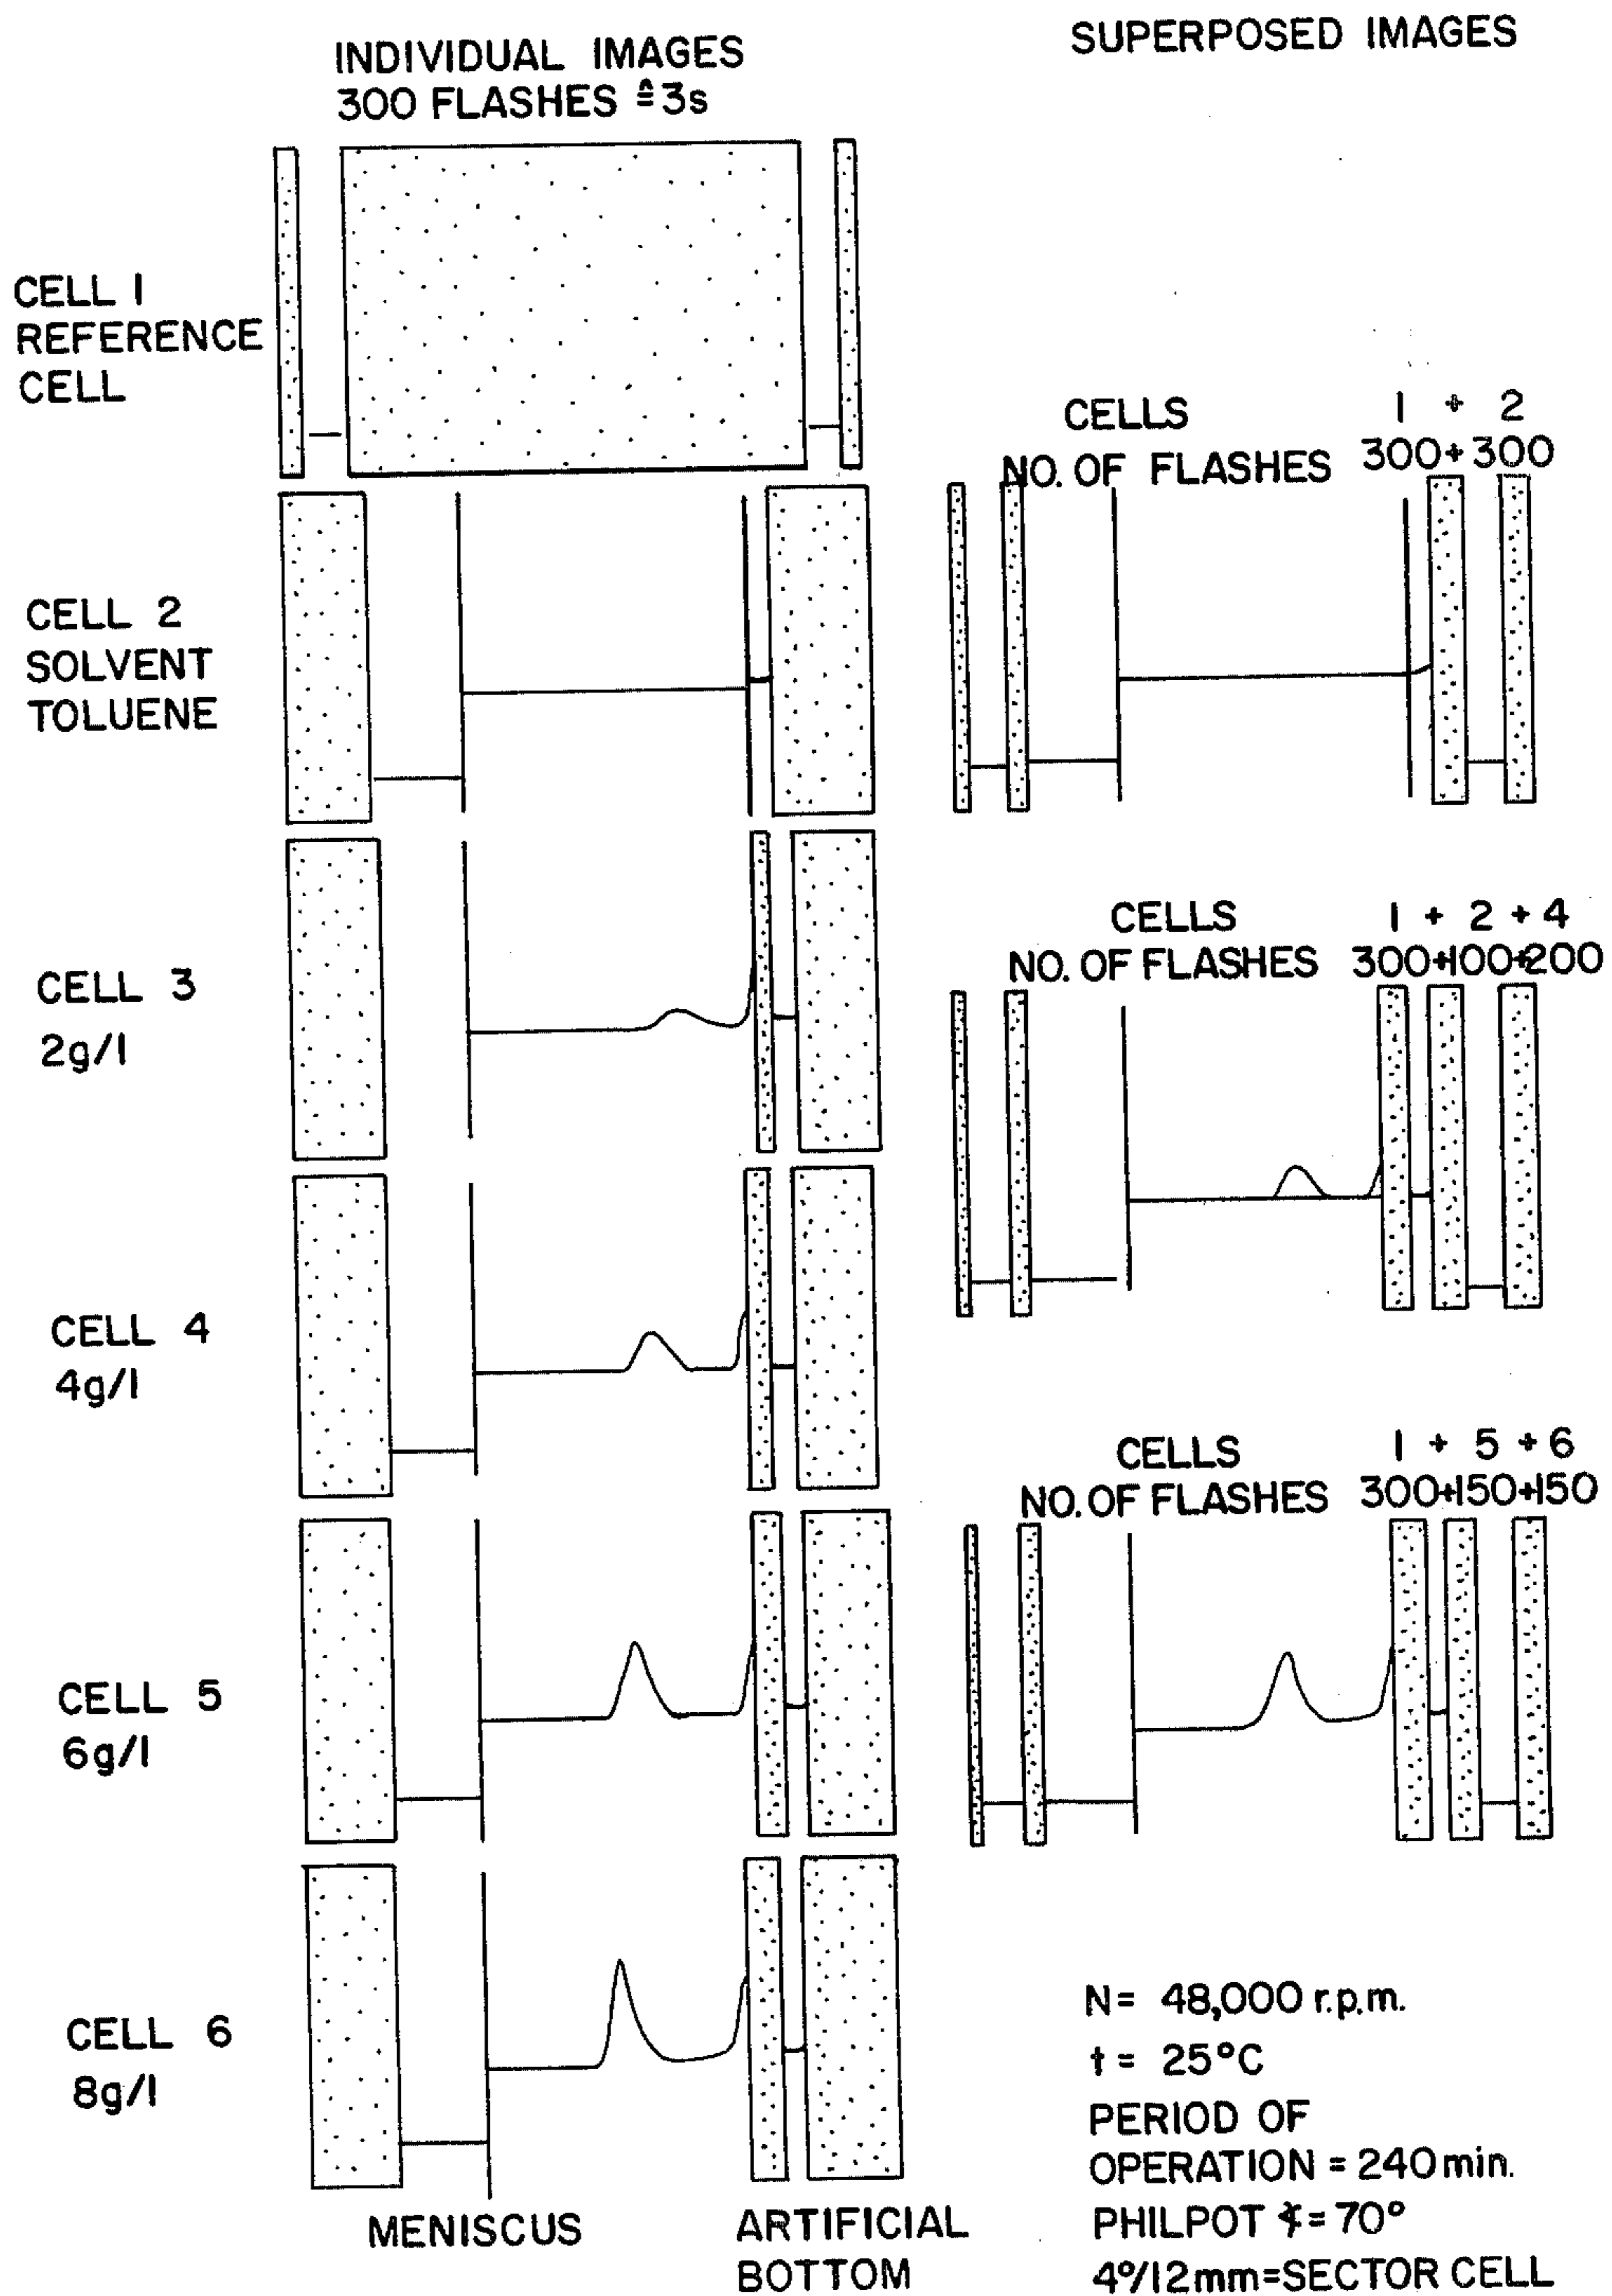 INDIVIDUAL IMAGES
300 FLASHES ≙3s
SUPERPOSED IMAGES
CELL 1
REFERENCE
CELL
CELL 2
SOLVENT
TOLUENE
CELL 3
2g/l
CELL 4
4g/l
CELL 5
6g/l
CELL 6
8g/l
MENISCUS
ARTIFICIAL
BOTTOM
CELLS 1 + 2
NO. OF FLASHES 300+300
CELLS 1 + 2 + 4
NO. OF FLASHES 300+100+200
CELLS 1 + 5 + 6
NO. OF FLASHES 300+150+150
N= 48,000 r.p.m.
t = 25°C
PERIOD OF
OPERATION = 240 min.
PHILPOT ∡= 70°
4°/12mm=SECTOR CELL